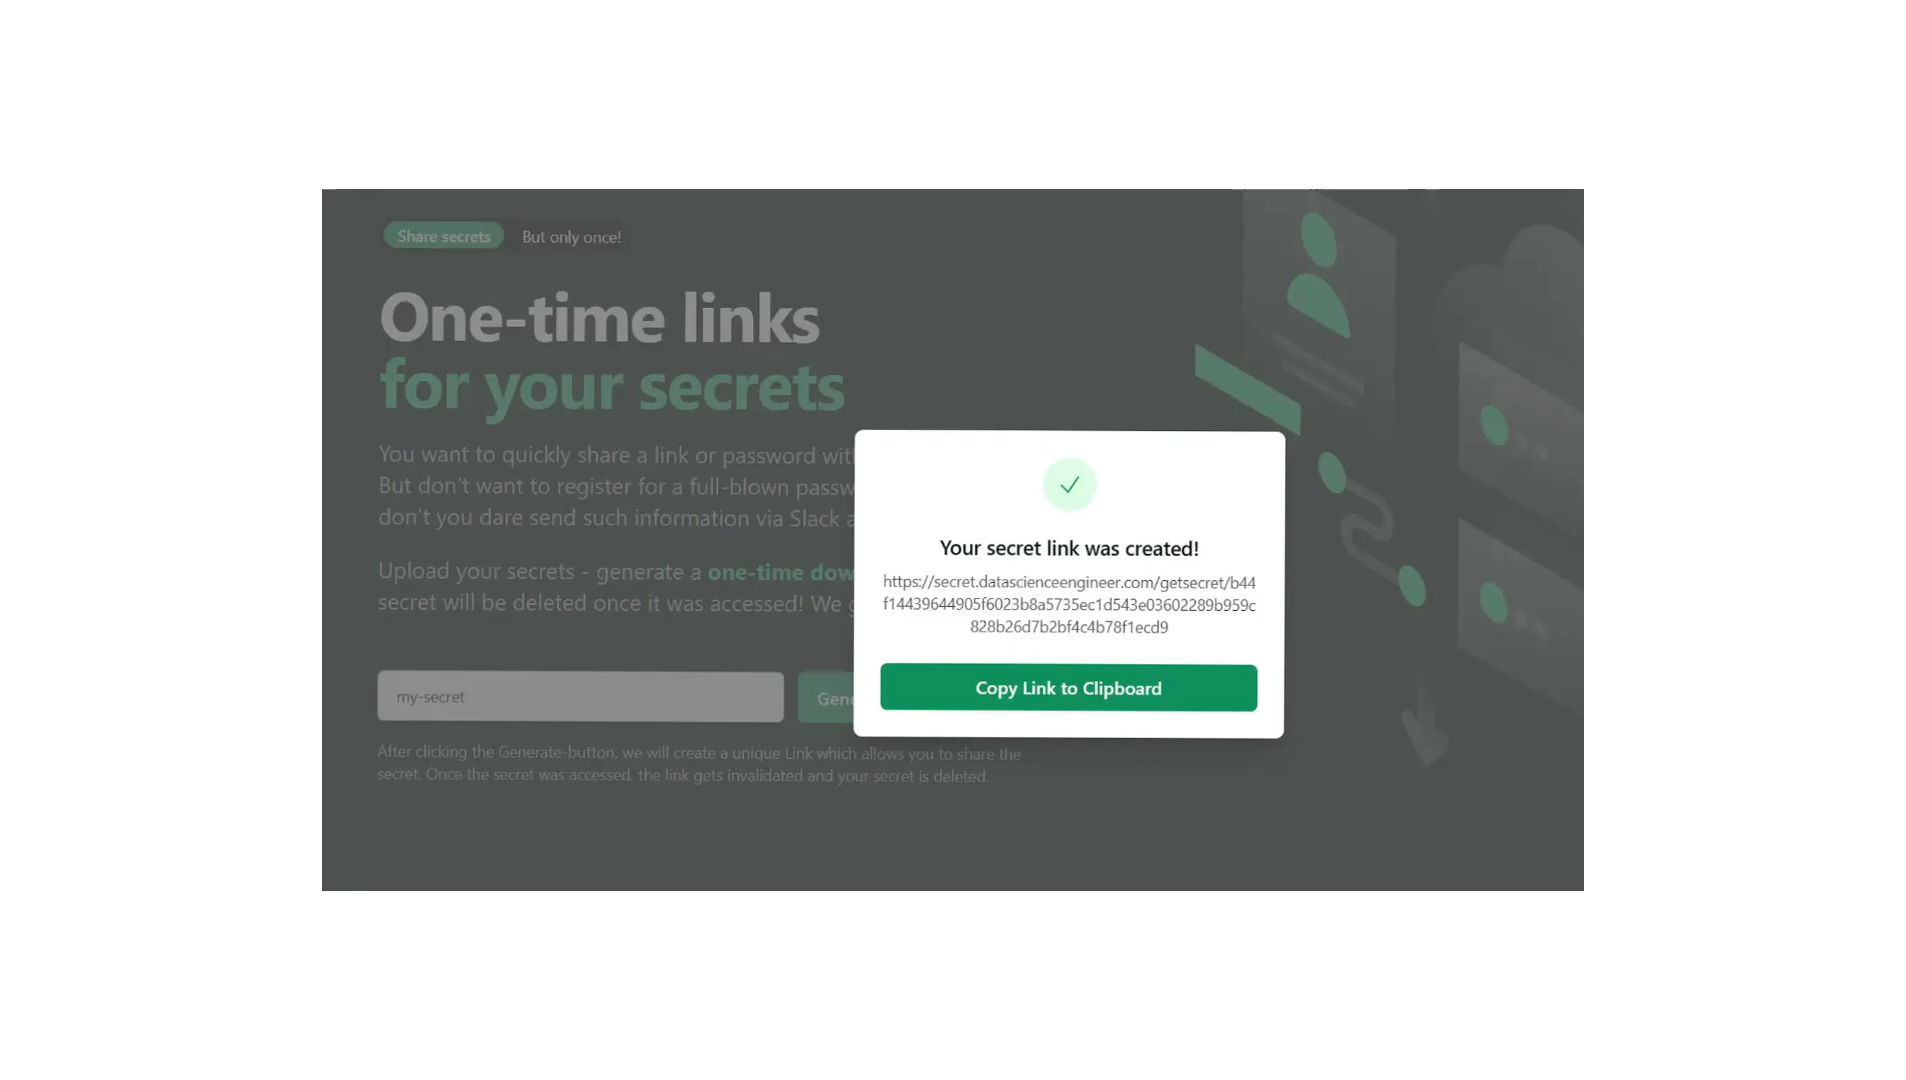 Share secrets But only once!
One-time links
for your secrets
You want to quickly share a link or password
But don't want to register for a full-blown
don't you dare send such information via Slack
Upload your secrets - generate a one-time
secret will be deleted once it was accessed! We
my-secret
After clicking the Generate-button, we will create a unique Link which allows you to share the
secret. Once the secret was accessed, the link gets invalidated and your secret is deleted.
Your secret link was created!
https://secret.datascienceengineer.com/getsecret/b44
f14439644905f6023b8a5735ec1d543e03602289b959c
828b26d7b2bf4c4b78f1ecd9
Copy Link to Clipboard